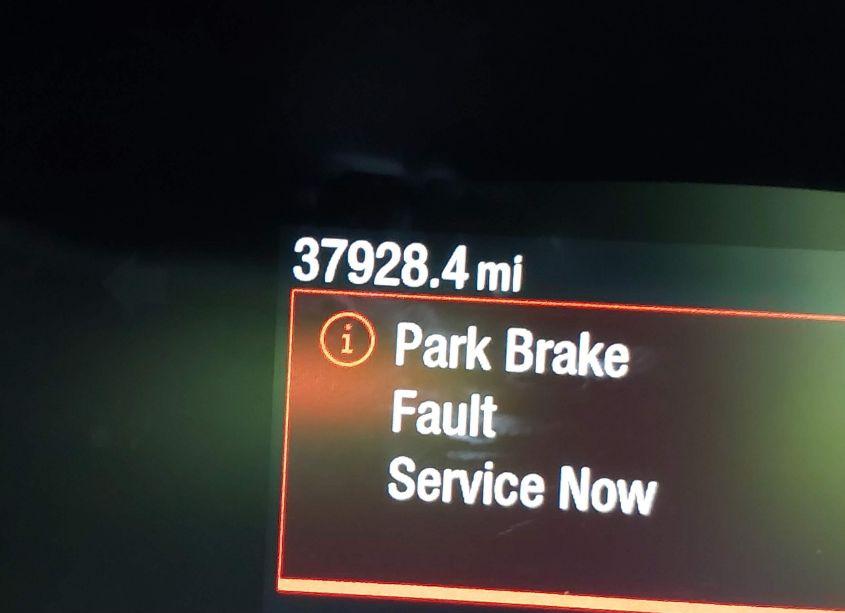 37928.4 mi
i Park Brake
Fault
Service Now